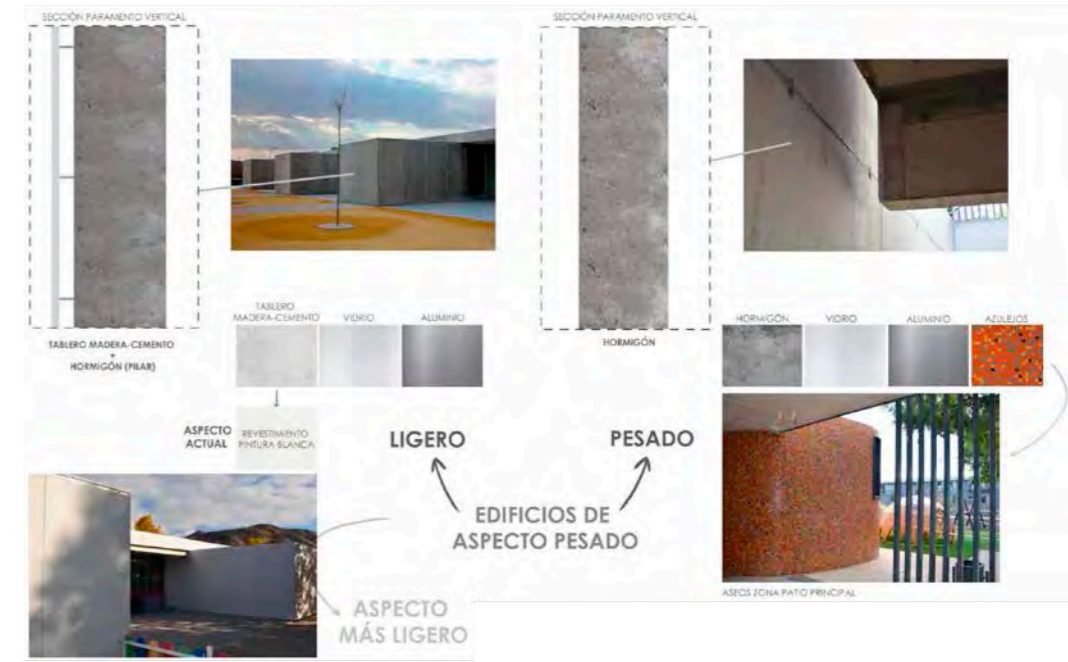 SECCIÓN PARAMENTO VERTICAL
TABLERO MADERA-CEMENTO
+
HORMIGÓN (PILAR)
TABLERO
MADERA-CEMENTO
VIDRIO
ALUMINIO
ASPECTO
ACTUAL
REVESTIMIENTO
PINTURA BLANCA
SECCIÓN PARAMENTO VERTICAL
HORMIGÓN
HORMIGÓN
VIDRIO
ALUMINIO
AZULEJOS
LIGERO
PESADO
EDIFICIOS DE
ASPECTO PESADO
ASPECTO
MÁS LIGERO
ASEOS ZONA PATIO PRINCIPAL